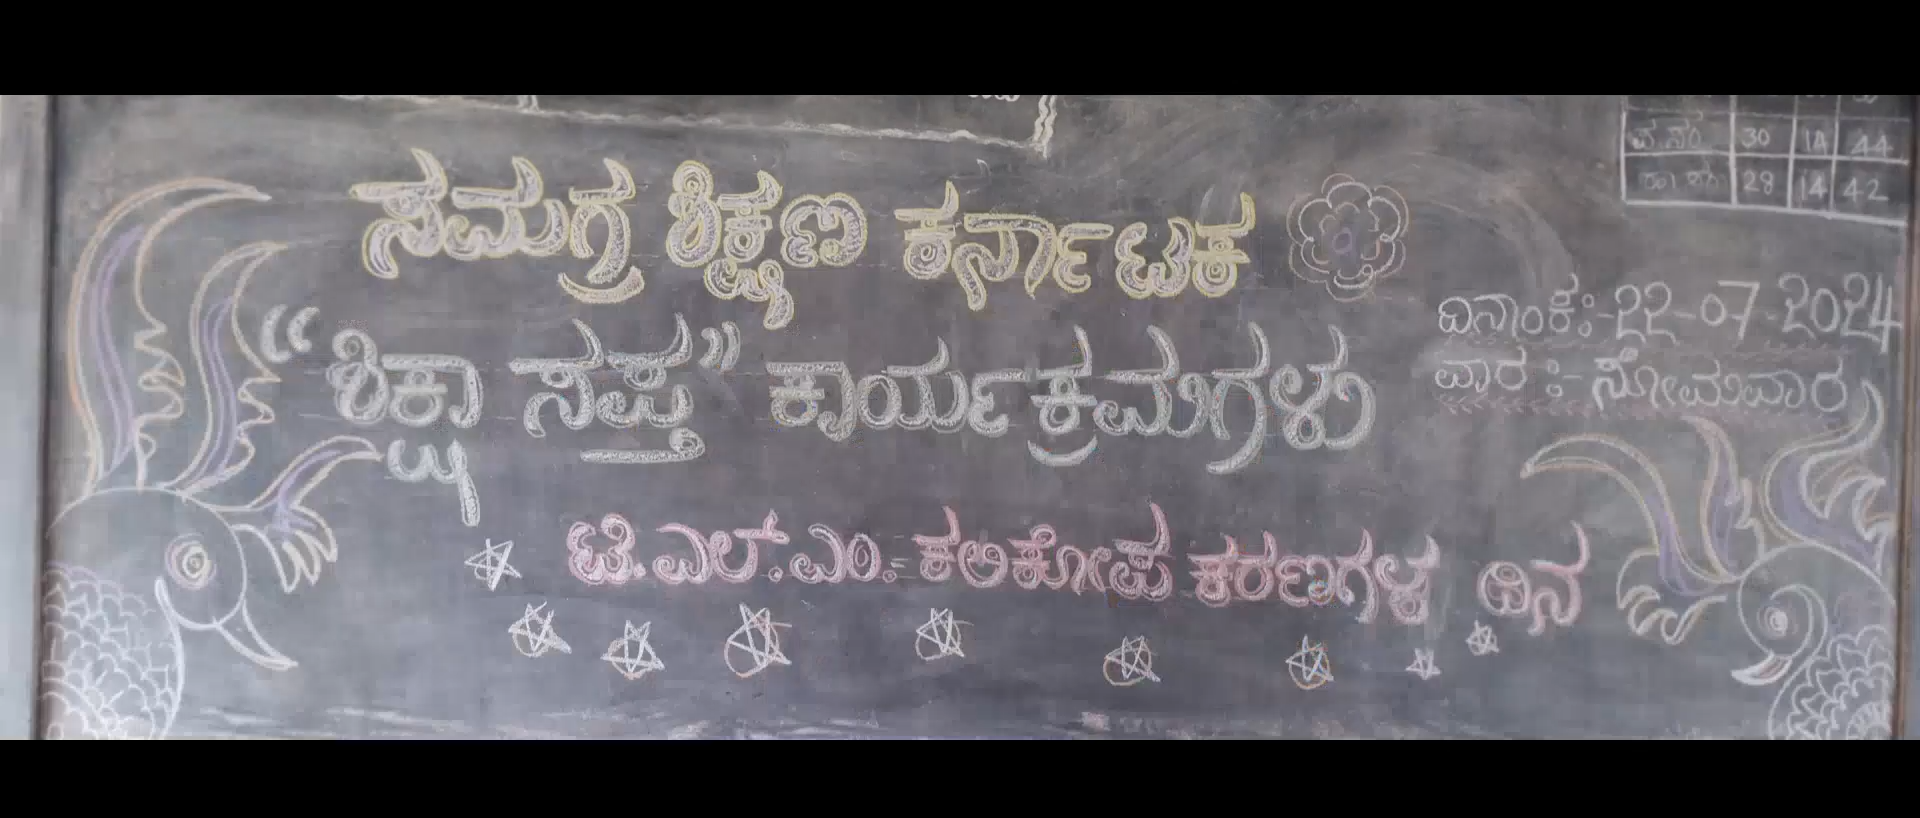 ಸಮಗ್ರ ಶಿಕ್ಷಣ ಕರ್ನಾಟಕ
"ಶಿಕ್ಷಾ ಸಪ್ತ" ಕಾರ್ಯಕ್ರಮಗಳು
ಟಿ.ಎಲ್.ಎಂ.= ಕಲಿಕೋಪ ಕರಣಗಳ ದಿನ
30 14 44
28 14 42
ದಿನಾಂಕ:-22-07-2024
ವಾರ :- ಸೋಮವಾರ